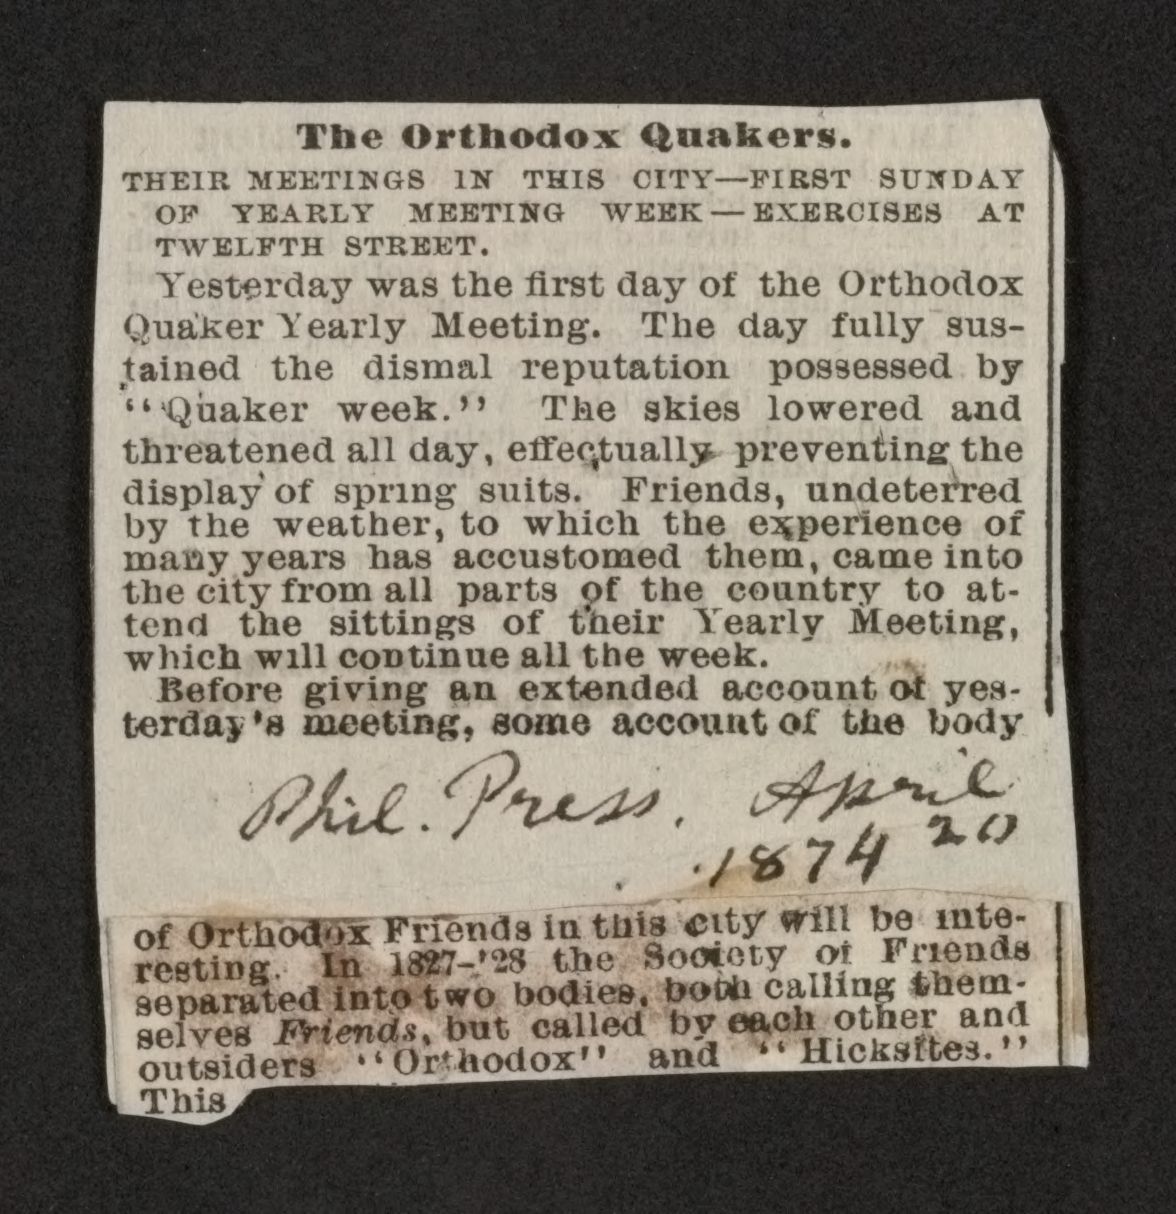 The Orthodox Quakers.
THEIR MEETINGS IN THIS CITY—FIRST SUNDAY
OF YEARLY MEETING WEEK—EXERCISES AT
TWELFTH STREET.
Yesterday was the first day of the Orthodox
Quaker Yearly Meeting. The day fully sus-
tained the dismal reputation possessed by
“Quaker week.” The skies lowered and
threatened all day, effectually preventing the
display of spring suits. Friends, undeterred
by the weather, to which the experience of
many years has accustomed them, came into
the city from all parts of the country to at-
tend the sittings of their Yearly Meeting,
which will continue all the week.
Before giving an extended account of yes-
terday's meeting, some account of the body
Phil. Press. April
1874 20
of Orthodox Friends in this city will be inte-
resting. In 1827-'28 the Society of Friends
separated into two bodies, both calling them-
selves Friends, but called by each other and
outsiders “Orthodox” and “Hicksites.”
This